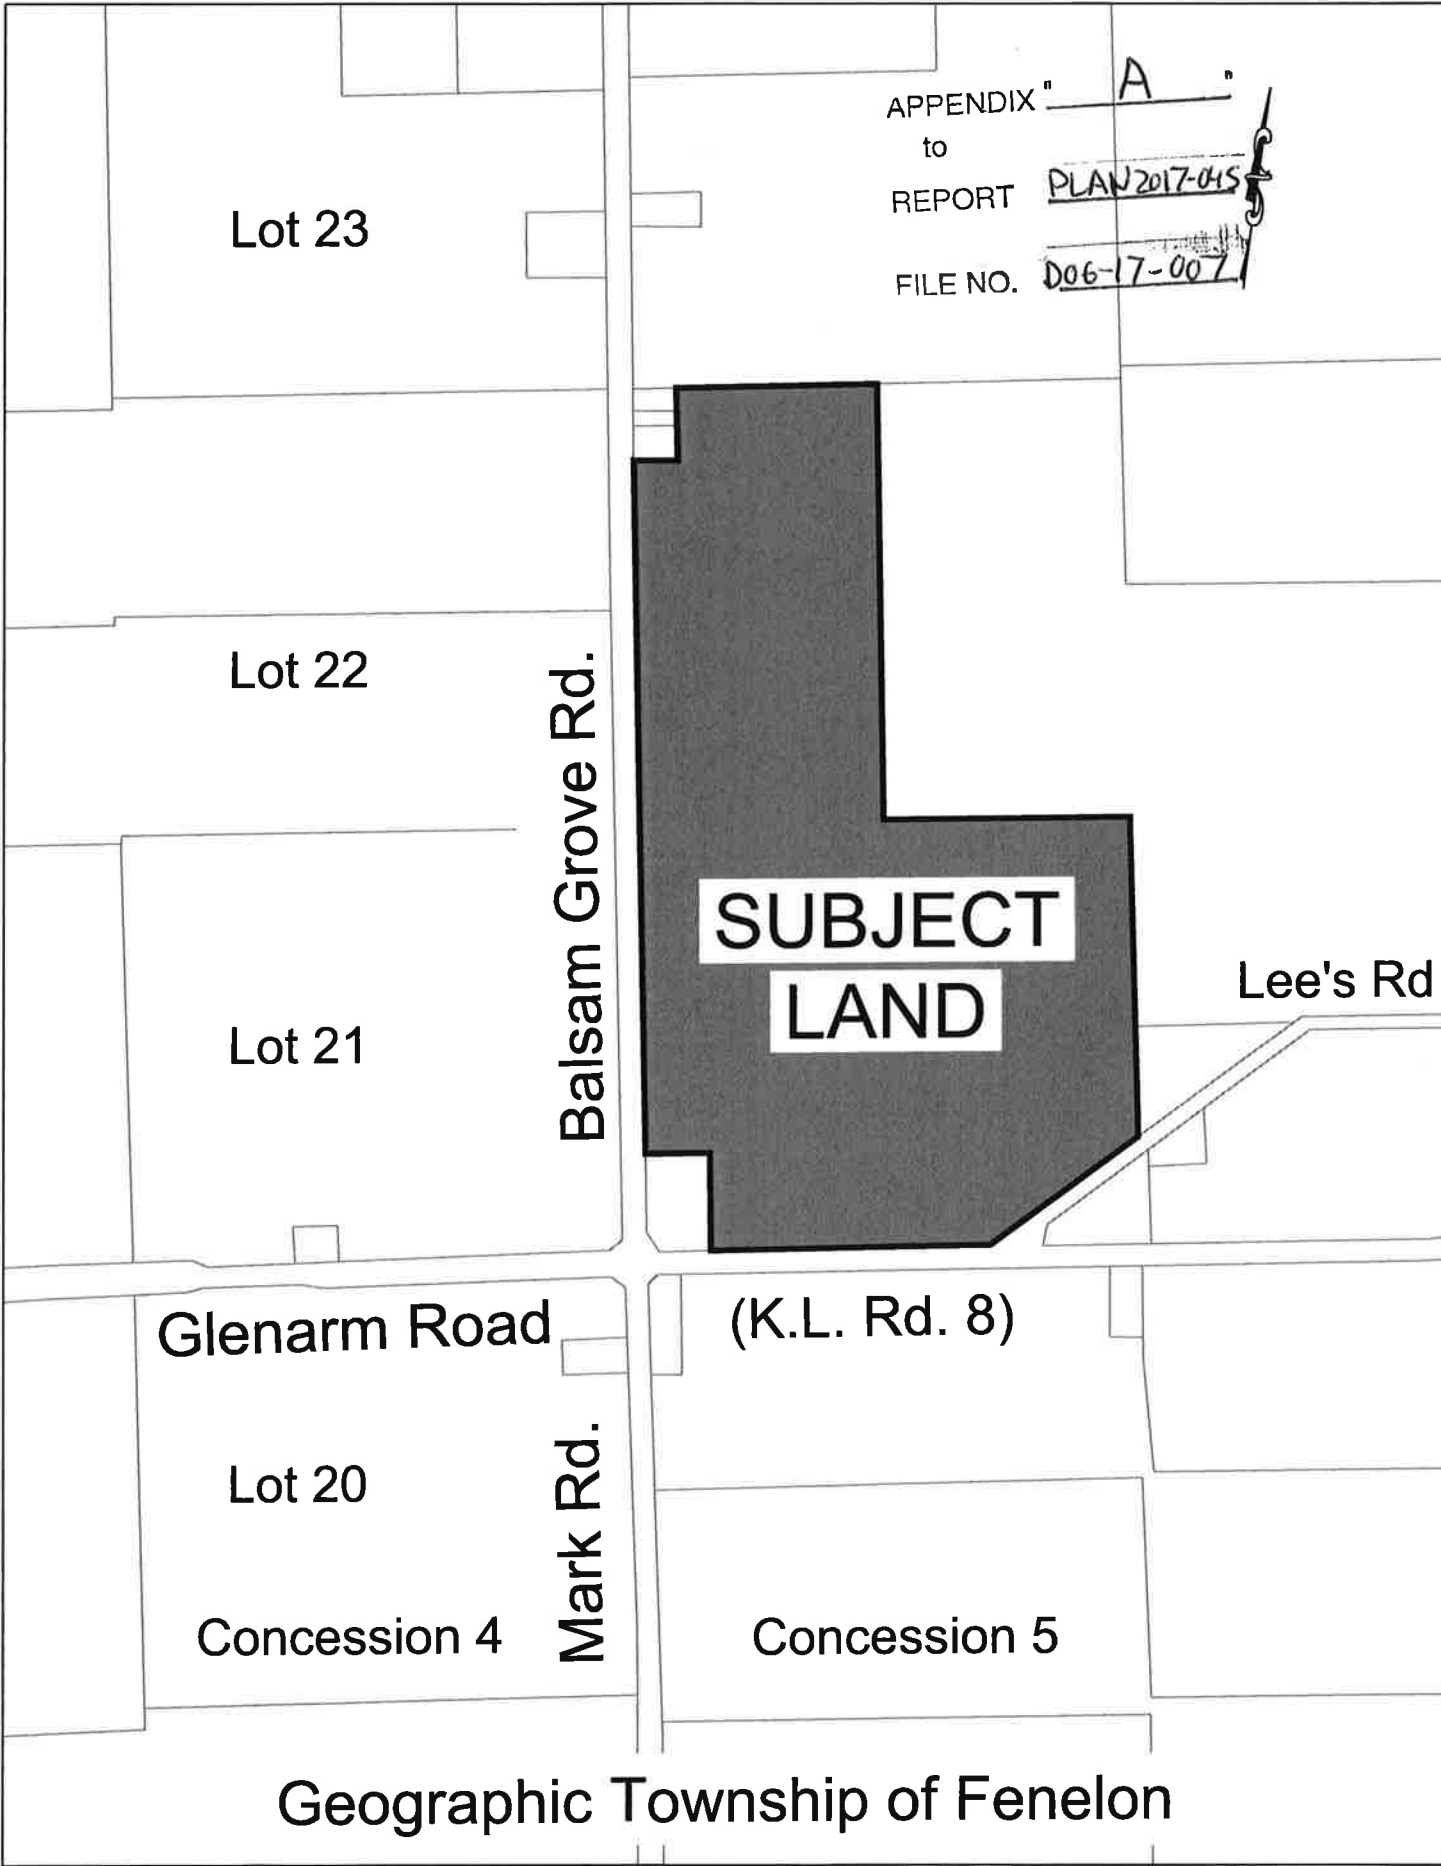 APPENDIX " A "
to
REPORT PLAN2017-045
FILE NO. D06-17-007
Lot 23
Lot 22
Balsam Grove Rd.
SUBJECT
LAND
Lee's Rd
Lot 21
Glenarm Road
(K.L. Rd. 8)
Lot 20
Mark Rd.
Concession 4
Concession 5
Geographic Township of Fenelon